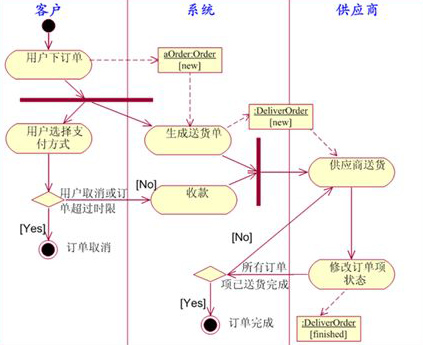 客户
系统
供应商
用户下订单
aOrder:Order
[new]
:DeliverOrder
[new]
用户选择支
付方式
生成送货单
供应商送货
用户取消或订
单超过时限
[No]
收款
[Yes]
订单取消
[No]
所有订单
项已送货完成
修改订单项
状态
[Yes]
订单完成
:DeliverOrder
[finished]